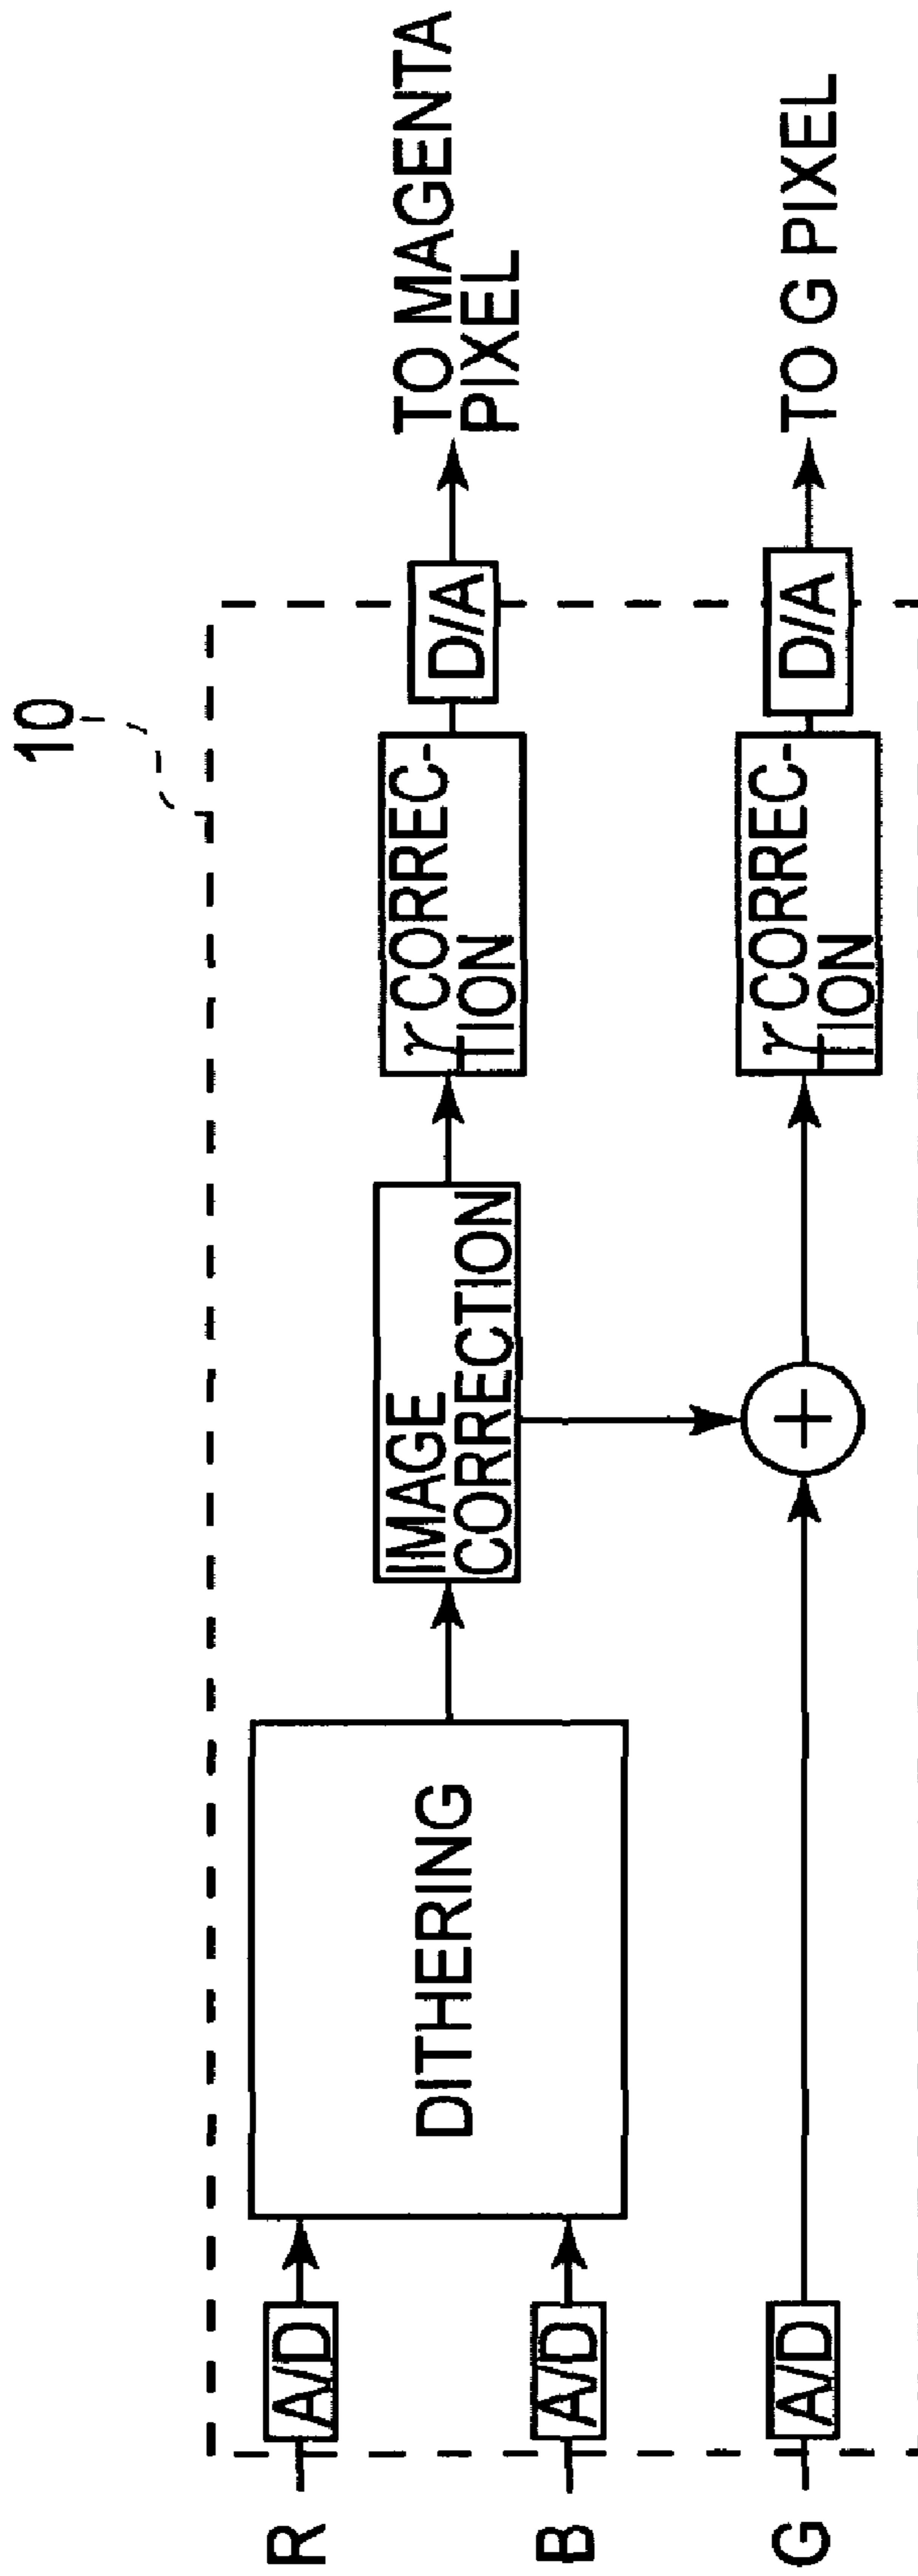 10
R
A/D
DITHERING
IMAGE
CORRECTION
γ CORREC-
TION
D/A
TO MAGENTA
PIXEL
B
A/D
G
A/D
+
γ CORREC-
TION
D/A
TO G PIXEL